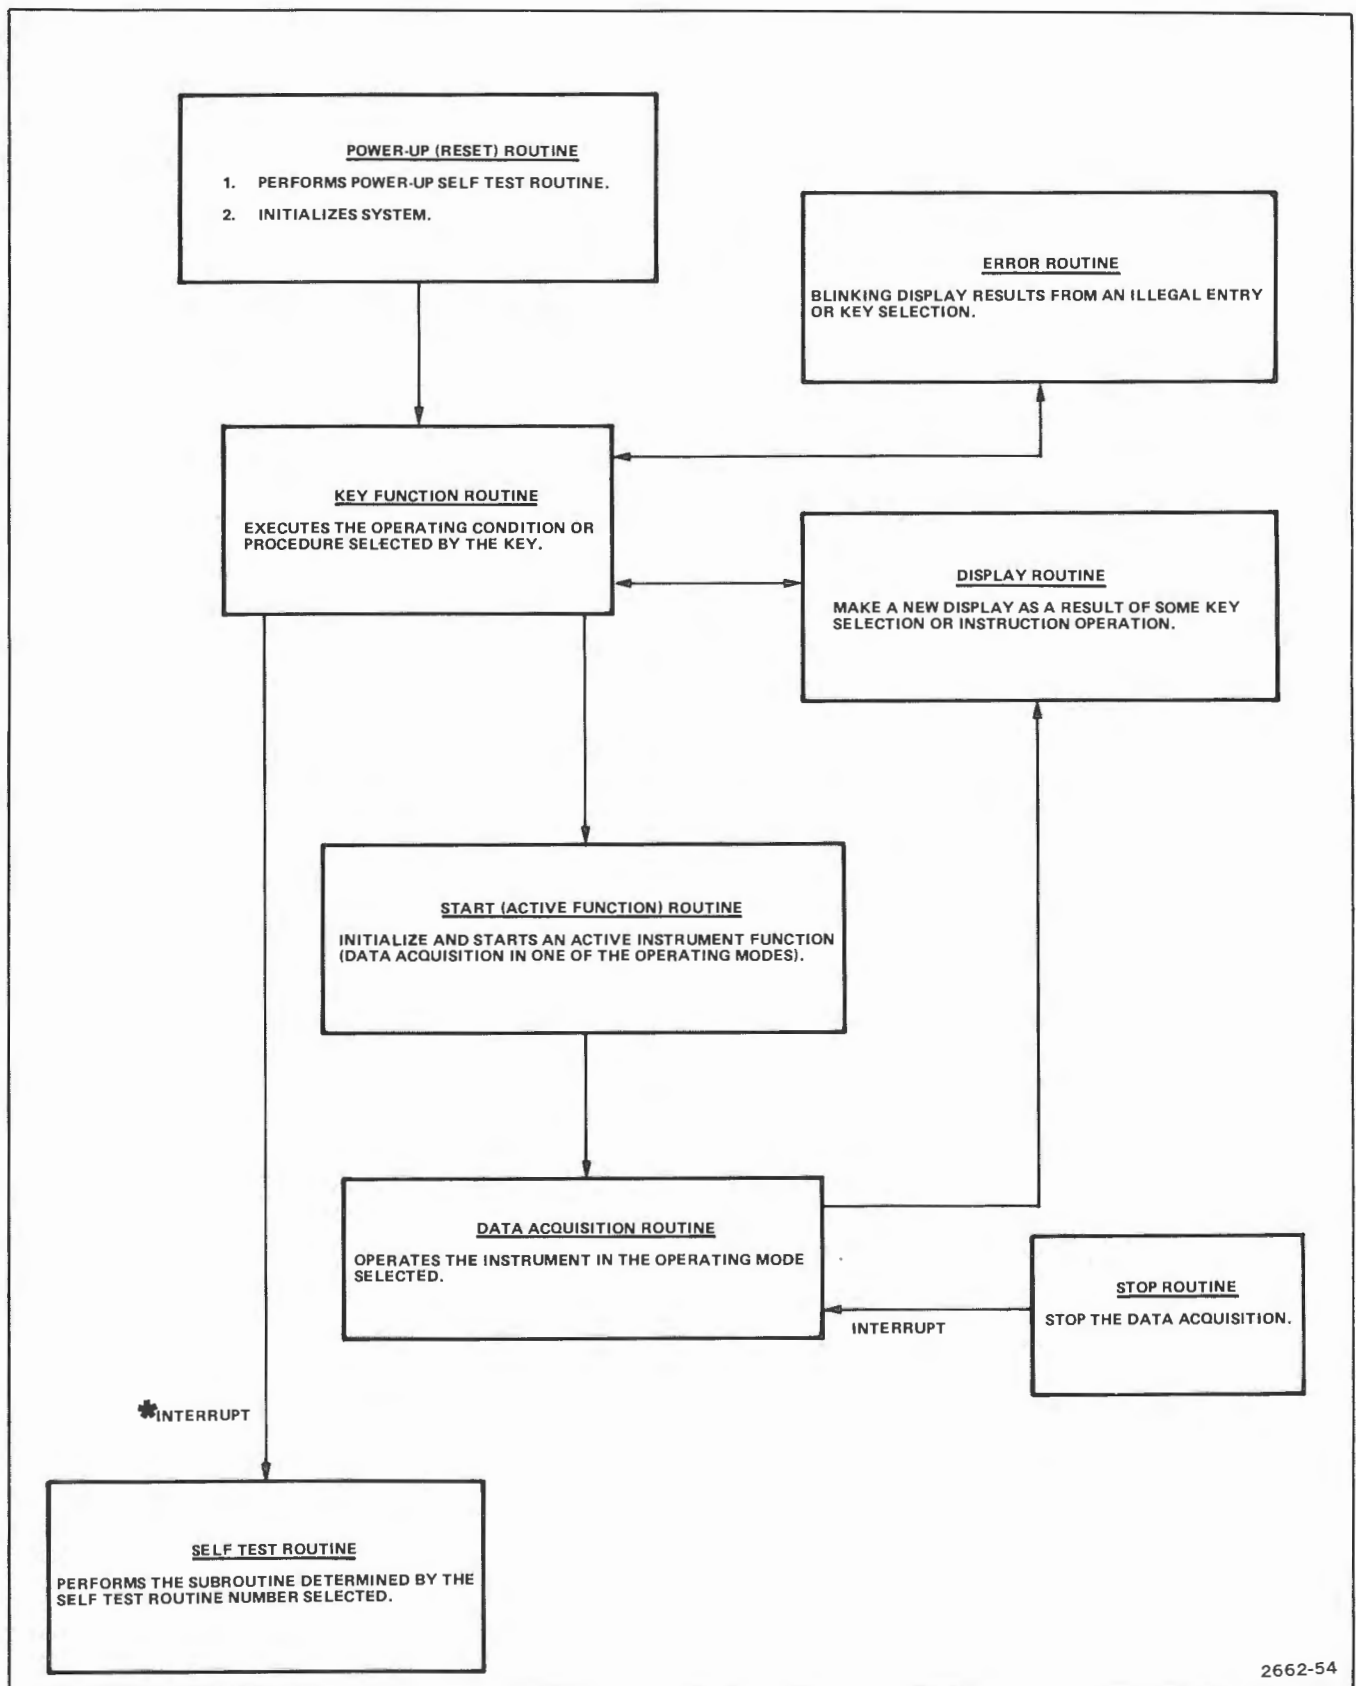 POWER-UP (RESET) ROUTINE
1. PERFORMS POWER-UP SELF TEST ROUTINE.
2. INITIALIZES SYSTEM.
ERROR ROUTINE
BLINKING DISPLAY RESULTS FROM AN ILLEGAL ENTRY
OR KEY SELECTION.
KEY FUNCTION ROUTINE
EXECUTES THE OPERATING CONDITION OR
PROCEDURE SELECTED BY THE KEY.
DISPLAY ROUTINE
MAKE A NEW DISPLAY AS A RESULT OF SOME KEY
SELECTION OR INSTRUCTION OPERATION.
START (ACTIVE FUNCTION) ROUTINE
INITIALIZE AND STARTS AN ACTIVE INSTRUMENT FUNCTION
(DATA ACQUISITION IN ONE OF THE OPERATING MODES).
DATA ACQUISITION ROUTINE
OPERATES THE INSTRUMENT IN THE OPERATING MODE
SELECTED.
STOP ROUTINE
STOP THE DATA ACQUISITION.
INTERRUPT
*INTERRUPT
SELF TEST ROUTINE
PERFORMS THE SUBROUTINE DETERMINED BY THE
SELF TEST ROUTINE NUMBER SELECTED.
2662-54